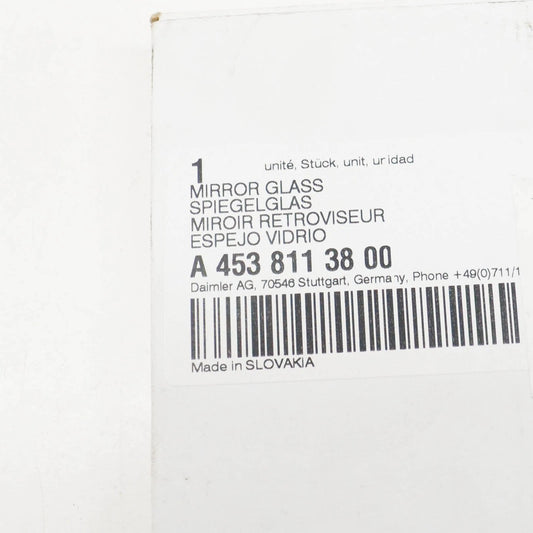 1 unité, Stück, unit, unidad
MIRROR GLASS
SPIEGELGLAS
MIROIR RETROVISEUR
ESPEJO VIDRIO
A 453 811 38 00
Daimler AG, 70546 Stuttgart, Germany, Phone +49(0)711/1
Made in SLOVAKIA